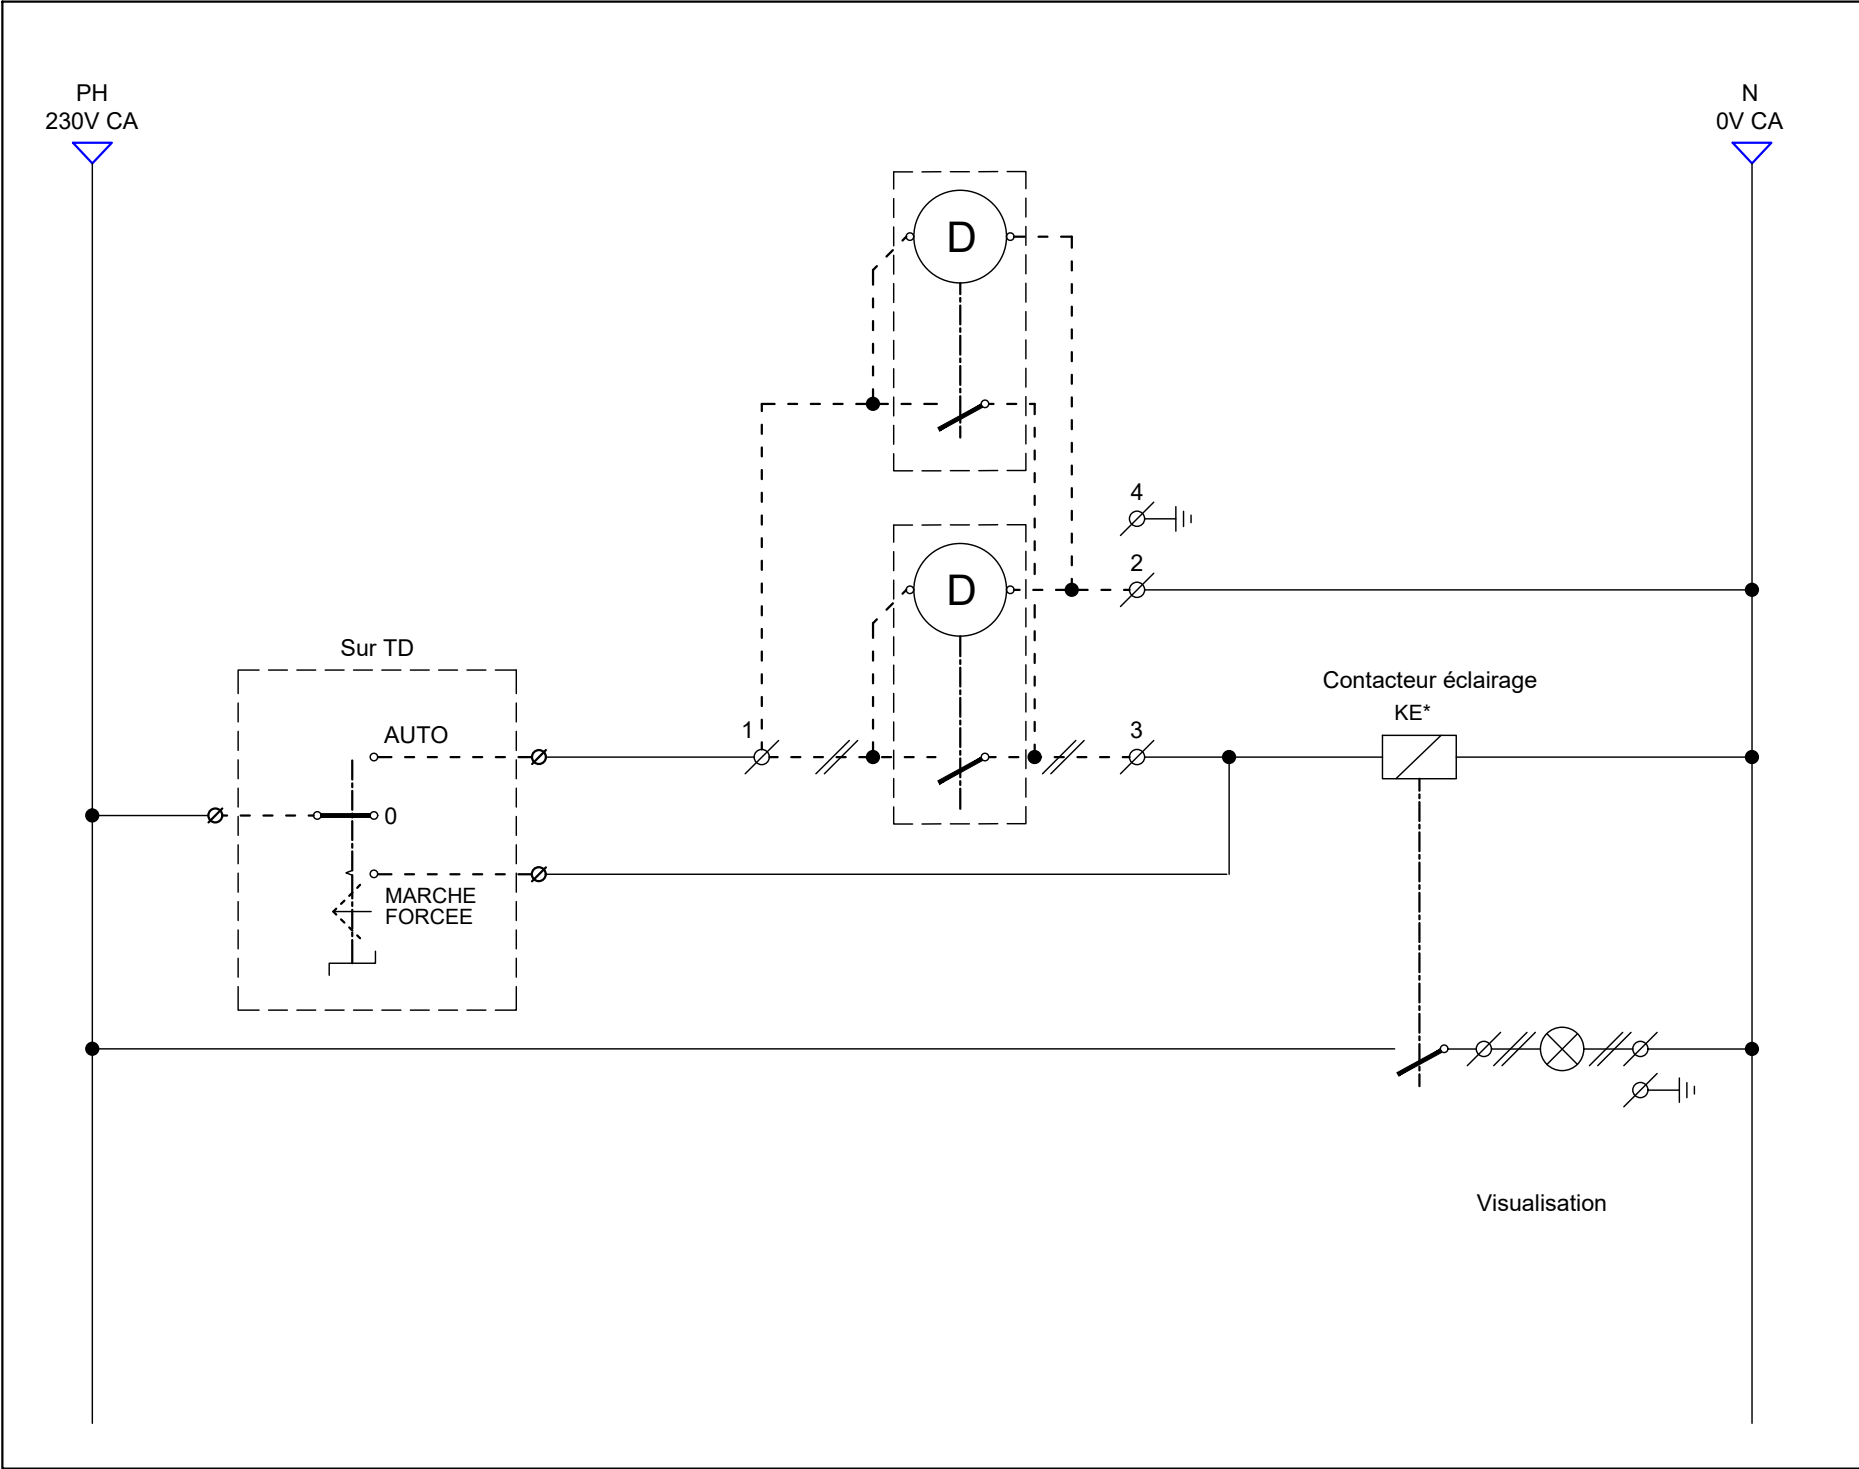 PH
230V CA
N
0V CA
D
4
2
D
Sur TD
Contacteur éclairage
KE*
AUTO
1
3
0
MARCHE
FORCEE
Visualisation